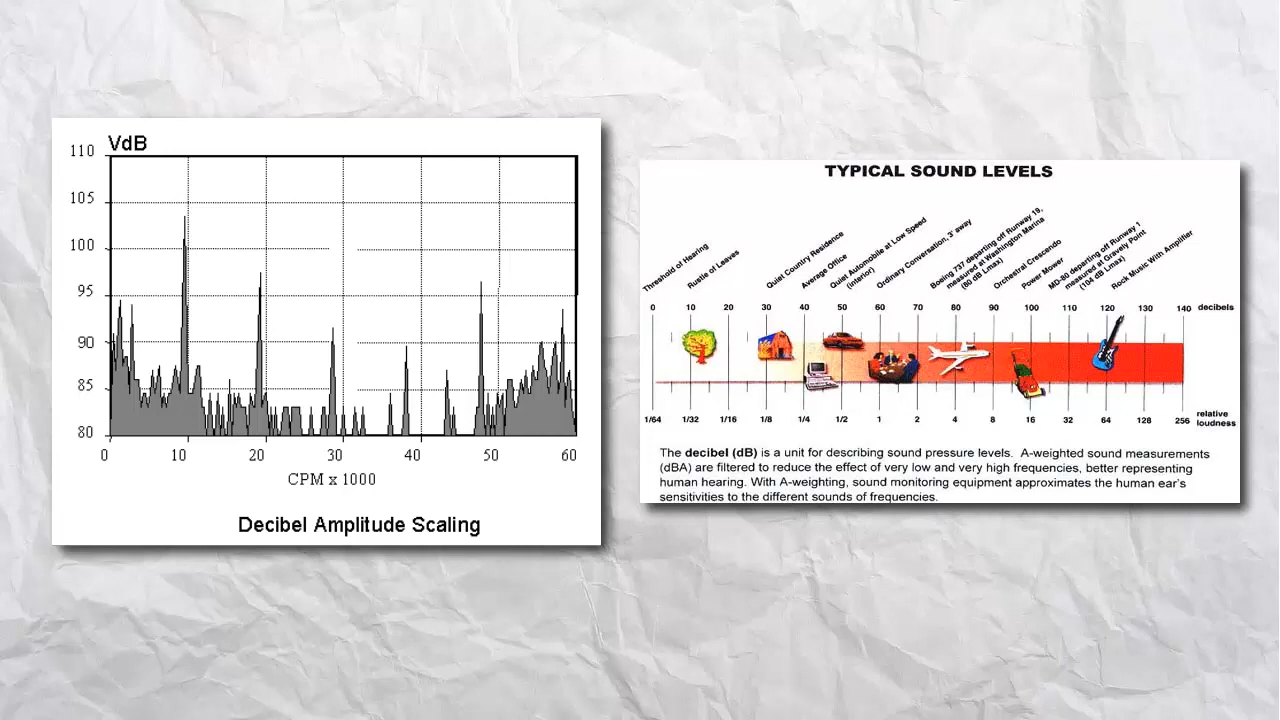 VdB
110
105
100
95
90
85
80
0 10 20 30 40 50 60
CPM x 1000
Decibel Amplitude Scaling
TYPICAL SOUND LEVELS
Threshold of Hearing
Rustle of Leaves
Quiet Country Residence
Average Office
Quiet Automobile at Low Speed
(interior)
Ordinary Conversation, 3' away
Boeing 737 departing off Runway 19,
measured at Washington Marina
(80 dB Lmax)
Orchestral Crescendo
Power Mower
MD-80 departing off Runway 1
measured at Gravely Point
(104 dB Lmax)
Rock Music With Amplifier
0 10 20 30 40 50 60 70 80 90 100 110 120 130 140 decibels
1/64 1/32 1/16 1/8 1/4 1/2 1 2 4 8 16 32 64 128 256 relative
loudness
The decibel (dB) is a unit for describing sound pressure levels. A-weighted sound measurements
(dBA) are filtered to reduce the effect of very low and very high frequencies, better representing
human hearing. With A-weighting, sound monitoring equipment approximates the human ear's
sensitivities to the different sounds of frequencies.